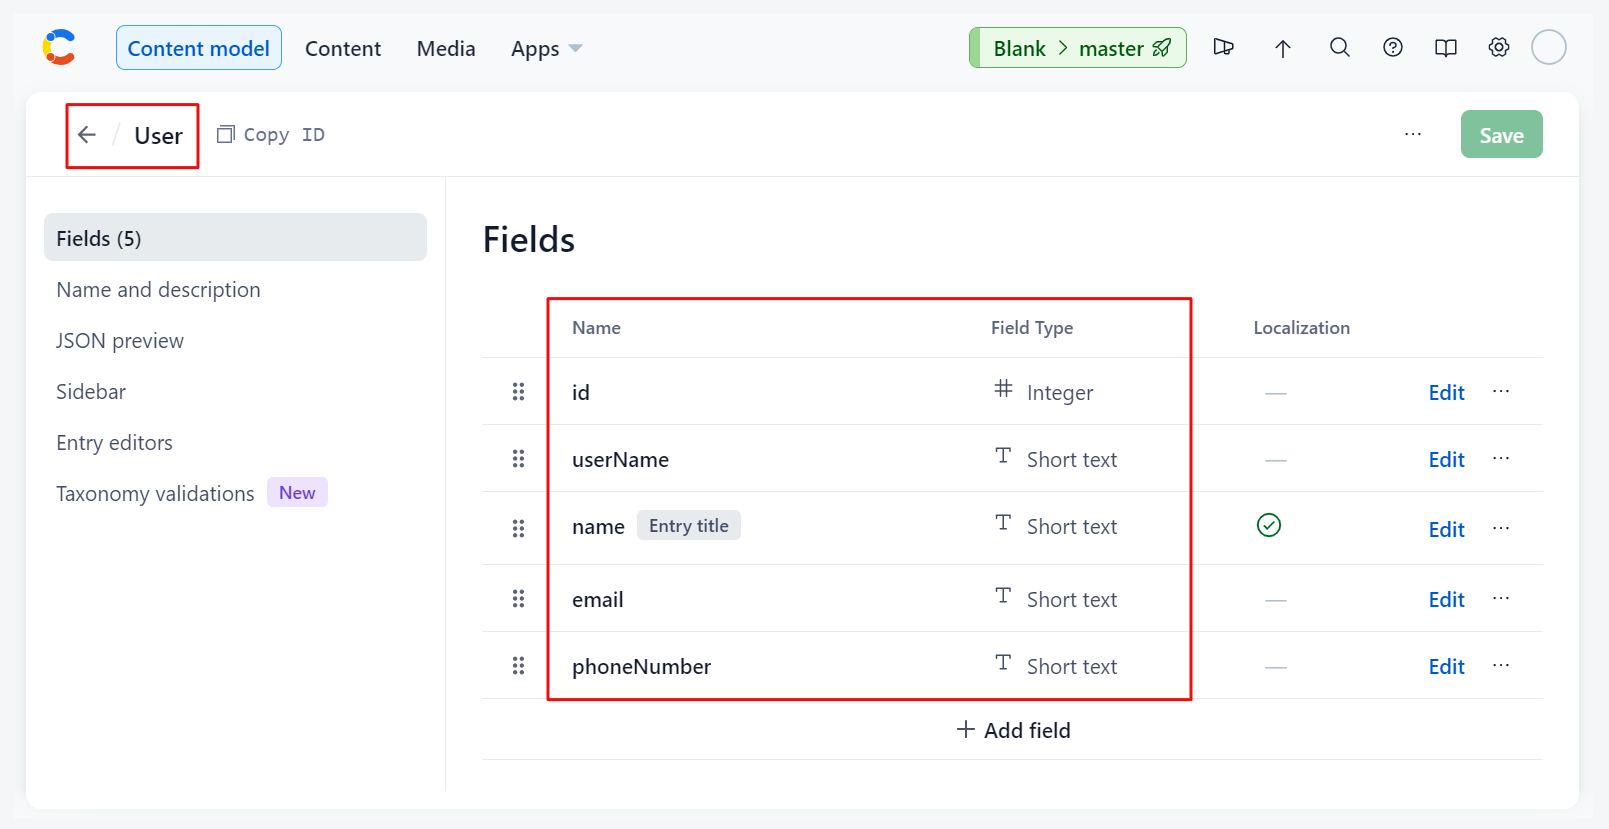 Content model Content Media Apps Blank > master
/ User Copy ID ... Save
Fields (5)
Name and description
JSON preview
Sidebar
Entry editors
Taxonomy validations New
Fields
Name Field Type Localization
id Integer — Edit ...
userName Short text — Edit ...
name Entry title Short text Edit ...
email Short text — Edit ...
phoneNumber Short text — Edit ...
+ Add field